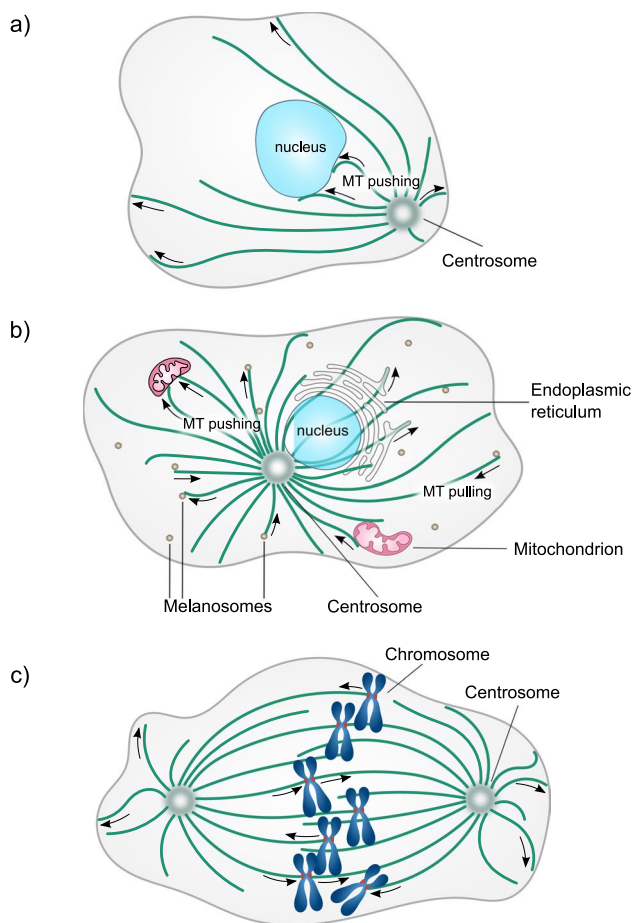 a)
nucleus
MT pushing
Centrosome
b)
Endoplasmic
reticulum
MT pushing
nucleus
MT pulling
Mitochondrion
Melanosomes
Centrosome
Chromosome
c)
Centrosome